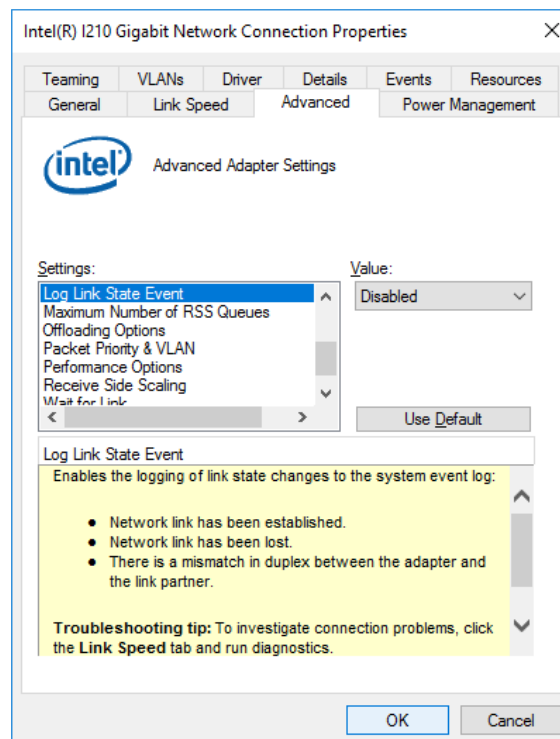 Intel(R) I210 Gigabit Network Connection Properties
Teaming VLANs Driver Details Events Resources
General Link Speed Advanced Power Management
intel
Advanced Adapter Settings
Settings:
Value:
Log Link State Event
Disabled
Maximum Number of RSS Queues
Offloading Options
Packet Priority & VLAN
Performance Options
Receive Side Scaling
Wait for Link
Use Default
Log Link State Event
Enables the logging of link state changes to the system event log:
● Network link has been established.
● Network link has been lost.
● There is a mismatch in duplex between the adapter and
the link partner.
Troubleshooting tip: To investigate connection problems, click
the Link Speed tab and run diagnostics.
OK Cancel